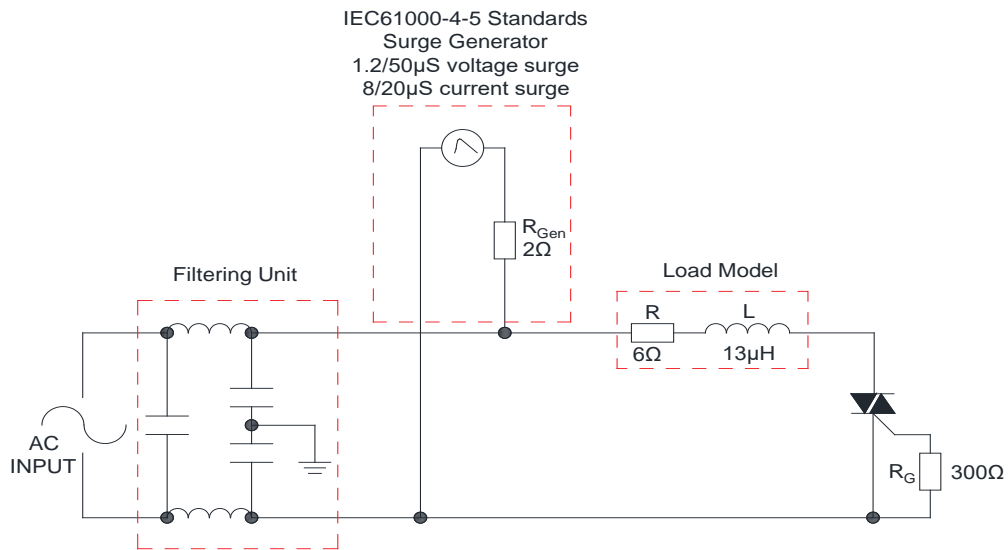 IEC61000-4-5 Standards
Surge Generator
1.2/50µS voltage surge
8/20µS current surge
RGen
2Ω
Filtering Unit
Load Model
R
L
6Ω
13µH
AC
INPUT
RG
300Ω